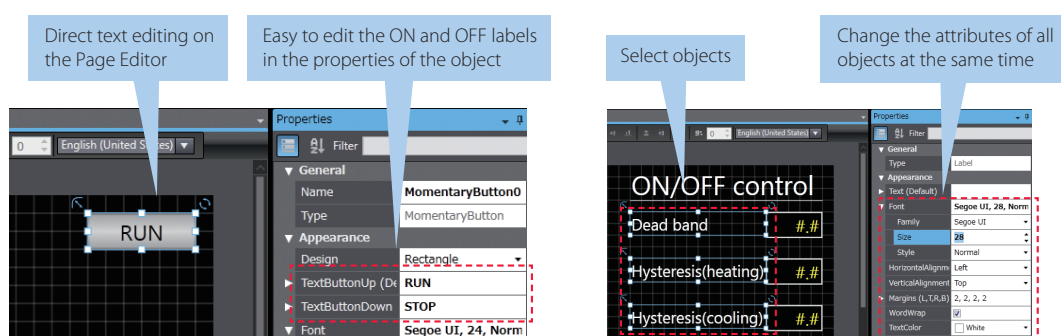 Direct text editing on
the Page Editor
Easy to edit the ON and OFF labels
in the properties of the object
Properties
0 English (United States)
Filter
General
Name MomentaryButton0
Type MomentaryButton
Appearance
Design Rectangle
TextButtonUp (De RUN
TextButtonDown STOP
Font Segoe UI, 24, Norm
RUN
Select objects
Change the attributes of all
objects at the same time
0 English (United States)
ON/OFF control
Dead band #.#
Hysteresis(heating) #.#
Hysteresis(cooling) #.#
Properties
Filter
General
Type Label
Appearance
Text (Default)
Font Segoe UI, 28, Norm
Family Segoe UI
Size 28
Style Normal
HorizontalAlignm Left
VerticalAlignment Top
Margins (L,T,R,B) 2, 2, 2, 2
WordWrap
TextColor White